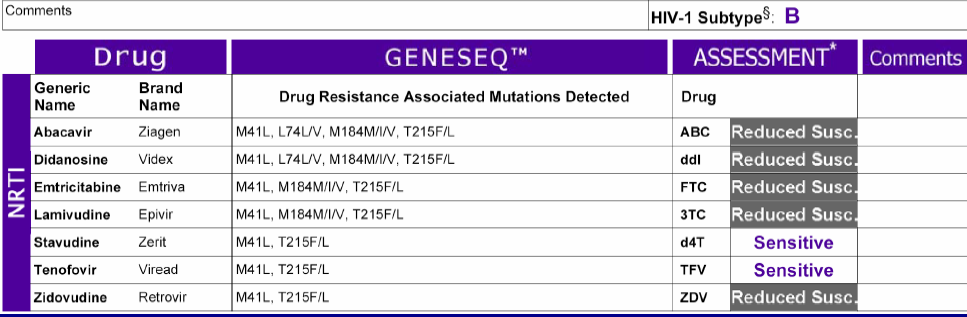 Comments HIV-1 Subtype§: B
Drug GENESEQ™ ASSESSMENT* Comments
NRTI
Generic Name Brand Name Drug Resistance Associated Mutations Detected Drug
Abacavir Ziagen M41L, L74L/V, M184M/I/V, T215F/L ABC Reduced Susc.
Didanosine Videx M41L, L74L/V, M184M/I/V, T215F/L ddI Reduced Susc.
Emtricitabine Emtriva M41L, M184M/I/V, T215F/L FTC Reduced Susc.
Lamivudine Epivir M41L, M184M/I/V, T215F/L 3TC Reduced Susc.
Stavudine Zerit M41L, T215F/L d4T Sensitive
Tenofovir Viread M41L, T215F/L TFV Sensitive
Zidovudine Retrovir M41L, T215F/L ZDV Reduced Susc.